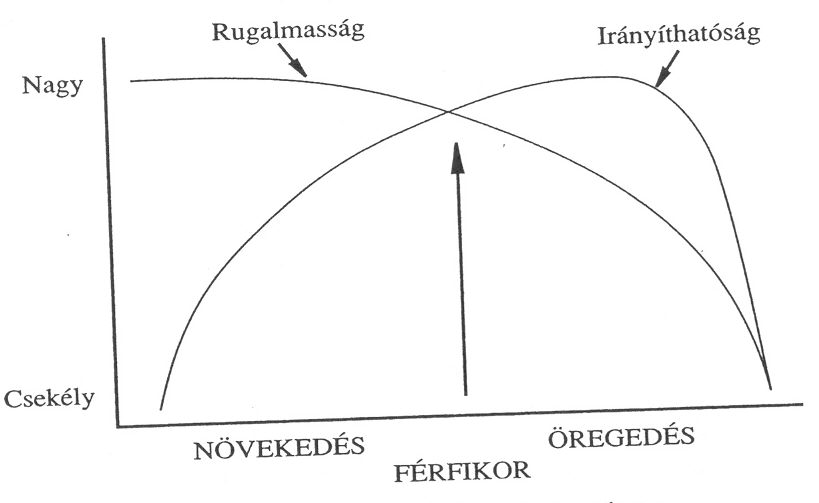 Rugalmasság
Irányíthatóság
Nagy
Csekély
NÖVEKEDÉS
ÖREGEDÉS
FÉRFIKOR